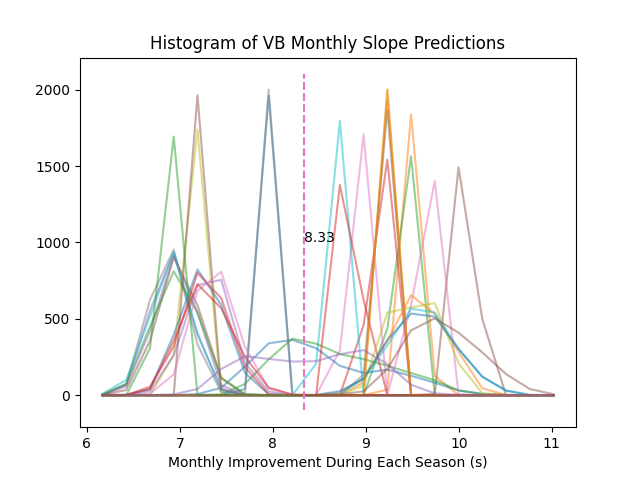 Histogram of VB Monthly Slope Predictions
2000
1500
1000
500
0
8.33
6 7 8 9 10 11
Monthly Improvement During Each Season (s)